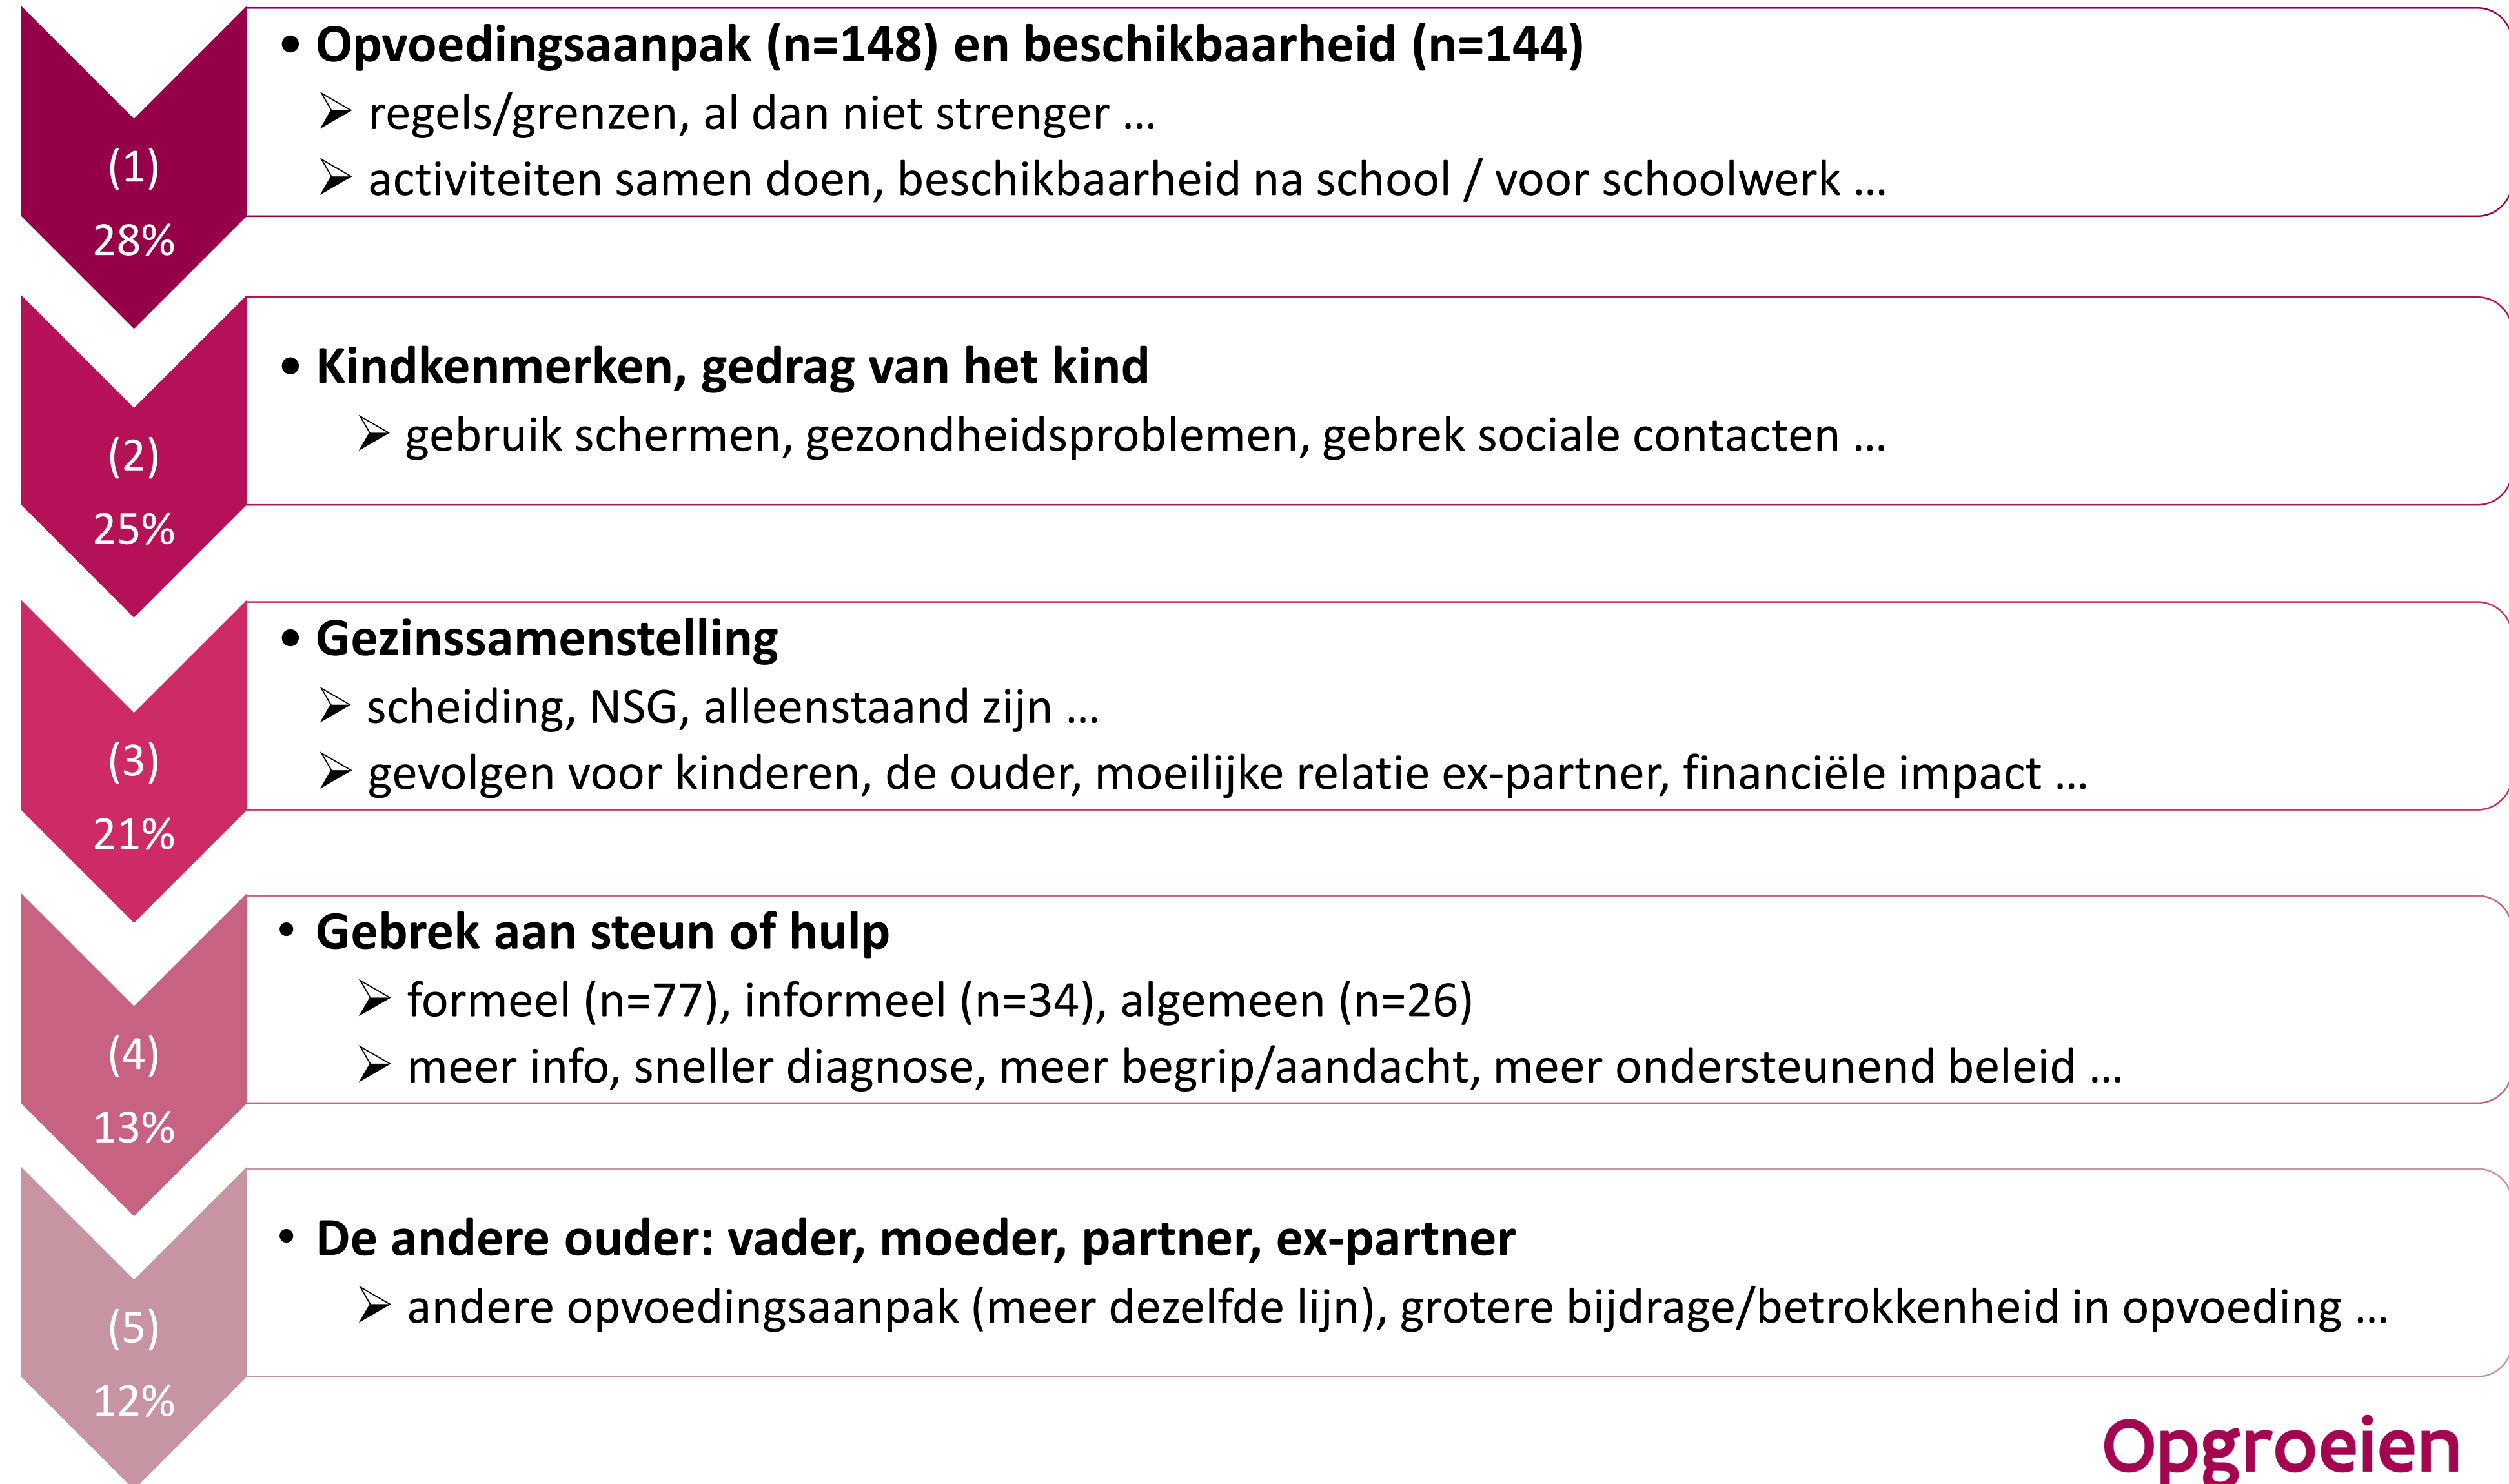 • Opvoedingsaanpak (n=148) en beschikbaarheid (n=144)
➢ regels/grenzen, al dan niet strenger …
➢ activiteiten samen doen, beschikbaarheid na school / voor schoolwerk …
(1)
28%
• Kindkenmerken, gedrag van het kind
➢ gebruik schermen, gezondheidsproblemen, gebrek sociale contacten …
(2)
25%
• Gezinssamenstelling
➢ scheiding, NSG, alleenstaand zijn …
➢ gevolgen voor kinderen, de ouder, moeilijke relatie ex-partner, financiële impact …
(3)
21%
• Gebrek aan steun of hulp
➢ formeel (n=77), informeel (n=34), algemeen (n=26)
➢ meer info, sneller diagnose, meer begrip/aandacht, meer ondersteunend beleid …
(4)
13%
• De andere ouder: vader, moeder, partner, ex-partner
➢ andere opvoedingsaanpak (meer dezelfde lijn), grotere bijdrage/betrokkenheid in opvoeding …
(5)
12%
Opgroeien